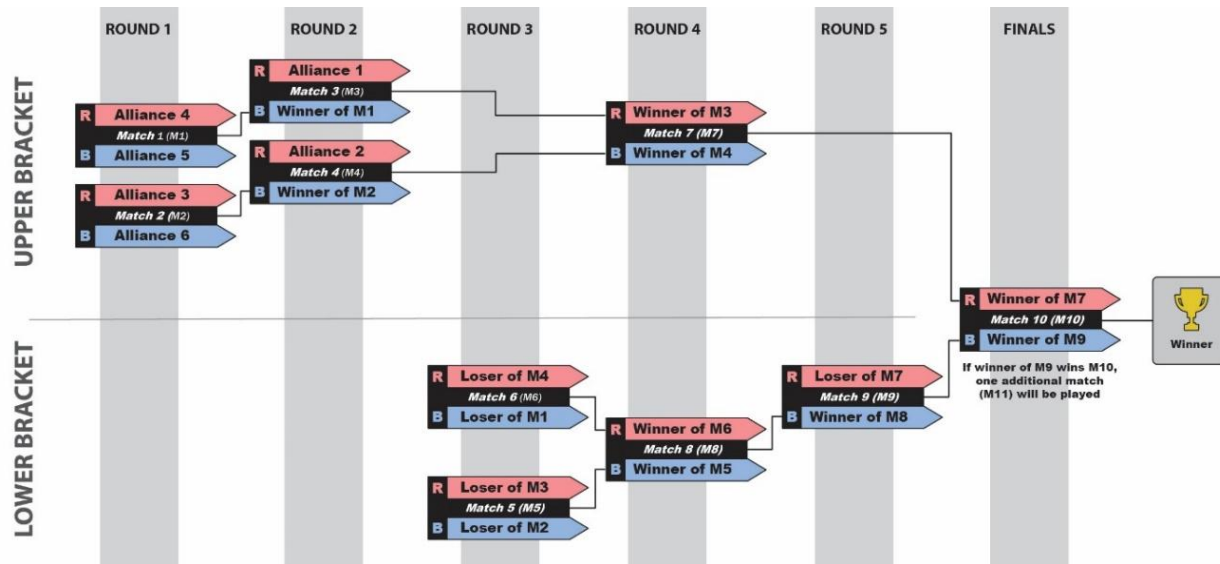 ROUND 1
ROUND 2
ROUND 3
ROUND 4
ROUND 5
FINALS
UPPER BRACKET
R Alliance 4
Match 1 (M1)
B Alliance 5
R Alliance 3
Match 2 (M2)
B Alliance 6
R Alliance 1
Match 3 (M3)
B Winner of M1
R Alliance 2
Match 4 (M4)
B Winner of M2
R Winner of M3
Match 7 (M7)
B Winner of M4
LOWER BRACKET
R Loser of M4
Match 6 (M6)
B Loser of M1
R Loser of M3
Match 5 (M5)
B Loser of M2
R Winner of M6
Match 8 (M8)
B Winner of M5
R Loser of M7
Match 9 (M9)
B Winner of M8
R Winner of M7
Match 10 (M10)
B Winner of M9
If winner of M9 wins M10,
one additional match
(M11) will be played
Winner